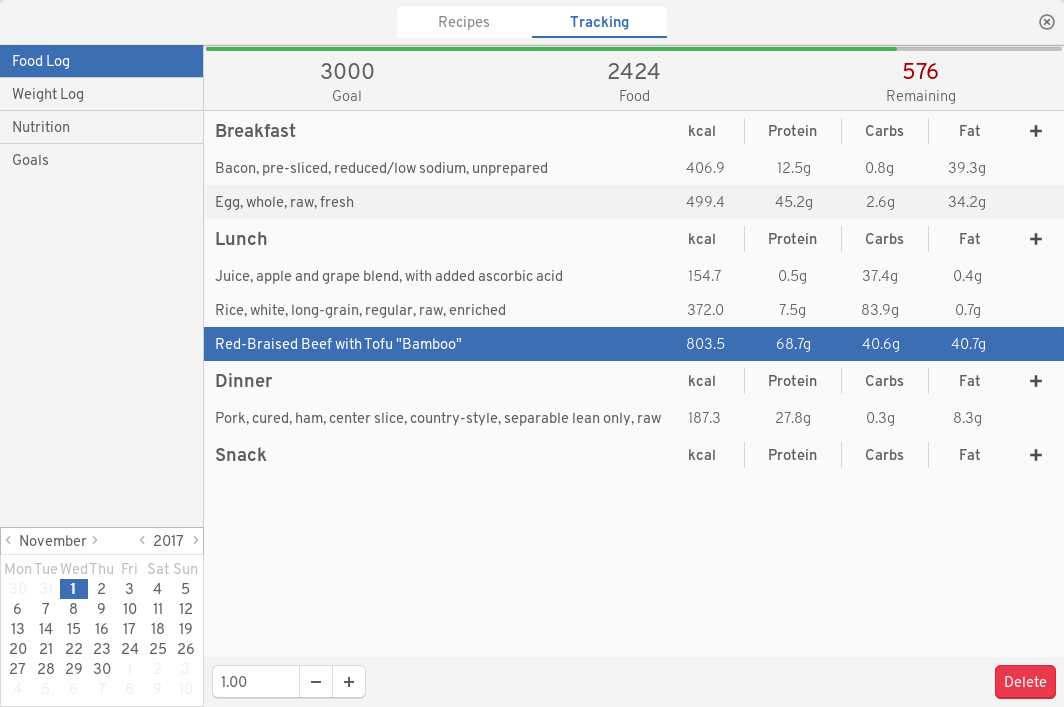 Recipes Tracking
Food Log
Weight Log
Nutrition
Goals
3000 2424 576
Goal Food Remaining
Breakfast kcal Protein Carbs Fat +
Bacon, pre-sliced, reduced/low sodium, unprepared 406.9 12.5g 0.8g 39.3g
Egg, whole, raw, fresh 499.4 45.2g 2.6g 34.2g
Lunch kcal Protein Carbs Fat +
Juice, apple and grape blend, with added ascorbic acid 154.7 0.5g 37.4g 0.4g
Rice, white, long-grain, regular, raw, enriched 372.0 7.5g 83.9g 0.7g
Red-Braised Beef with Tofu "Bamboo" 803.5 68.7g 40.6g 40.7g
Dinner kcal Protein Carbs Fat +
Pork, cured, ham, center slice, country-style, separable lean only, raw 187.3 27.8g 0.3g 8.3g
Snack kcal Protein Carbs Fat +
November 2017
Mon Tue Wed Thu Fri Sat Sun
30 31 1 2 3 4 5
6 7 8 9 10 11 12
13 14 15 16 17 18 19
20 21 22 23 24 25 26
27 28 29 30 1 2 3
4 5 6 7 8 9 10
1.00 − + Delete